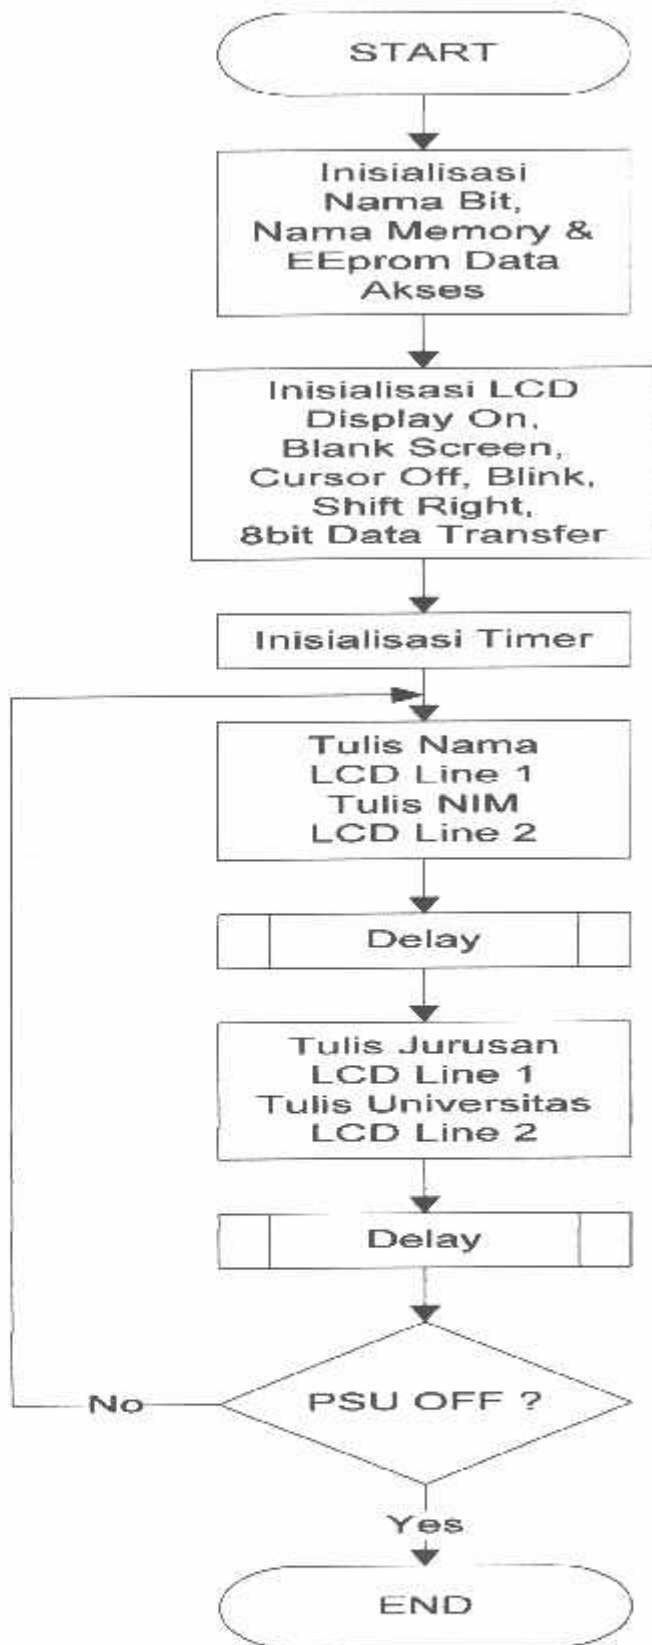 START
Inisialisasi
Nama Bit,
Nama Memory &
EEprom Data
Akses
Inisialisasi LCD
Display On,
Blank Screen,
Cursor Off, Blink,
Shift Right,
8bit Data Transfer
Inisialisasi Timer
Tulis Nama
LCD Line 1
Tulis NIM
LCD Line 2
Delay
Tulis Jurusan
LCD Line 1
Tulis Universitas
LCD Line 2
Delay
PSU OFF ?
No
Yes
END